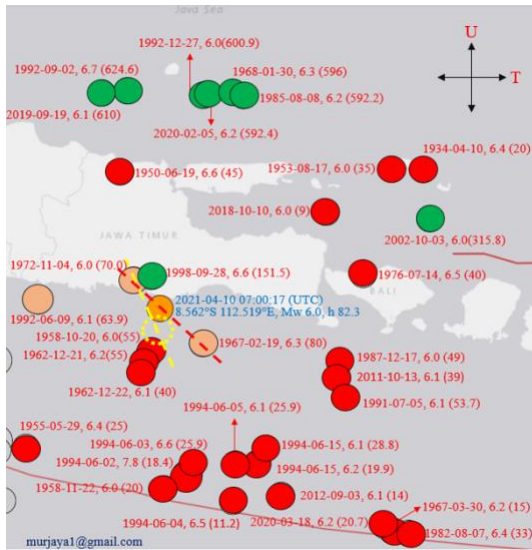 Java Sea
1992-12-27, 6.0(600.9)
U
1992-09-02, 6.7 (624.6)
1968-01-30, 6.3 (596)
T
1985-08-08, 6.2 (592.2)
2019-09-19, 6.1 (610)
2020-02-05, 6.2 (592.4)
1934-04-10, 6.4 (20)
1950-06-19, 6.6 (45)
1953-08-17, 6.0 (35)
2018-10-10, 6.0 (9)
JAWA TIMUR
2002-10-03, 6.0(315.8)
1972-11-04, 6.0 (70.0)
1998-09-28, 6.6 (151.5)
1976-07-14, 6.5 (40)
BALI
2021-04-10 07:00:17 (UTC)
8.562°S 112.519°E, Mw 6.0, h 82.3
1992-06-09, 6.1 (63.9)
1958-10-20, 6.0 (55)
1967-02-19, 6.3 (80)
1962-12-21, 6.2(55)
1987-12-17, 6.0 (49)
2011-10-13, 6.1 (39)
1962-12-22, 6.1 (40)
1991-07-05, 6.1 (53.7)
1994-06-05, 6.1 (25.9)
1955-05-29, 6.4 (25)
1994-06-03, 6.6 (25.9)
1994-06-15, 6.1 (28.8)
1994-06-02, 7.8 (18.4)
1994-06-15, 6.2 (19.9)
1958-11-22, 6.0 (20)
2012-09-03, 6.1 (14)
1967-03-30, 6.2 (15)
1994-06-04, 6.5 (11.2)
2020-03-18, 6.2 (20.7)
1982-08-07, 6.4 (33)
murjaya1@gmail.com